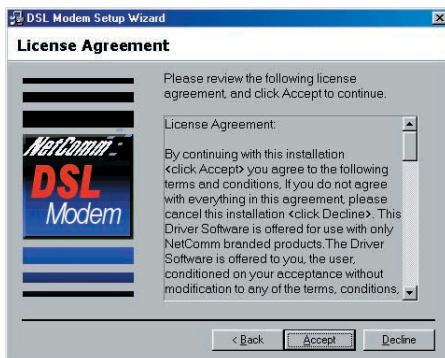 DSL Modem Setup Wizard
License Agreement
Please review the following license
agreement, and click Accept to continue.
NetComm
DSL
Modem
License Agreement:
By continuing with this installation
<click Accept> you agree to the following
terms and conditions, If you do not agree
with everything in this agreement, please
cancel this installation <click Decline>. This
Driver Software is offered for use with only
NetComm branded products.The Driver
Software is offered to you, the user,
conditioned on your acceptance without
modification to any of the terms, conditions,
< Back
Accept
Decline